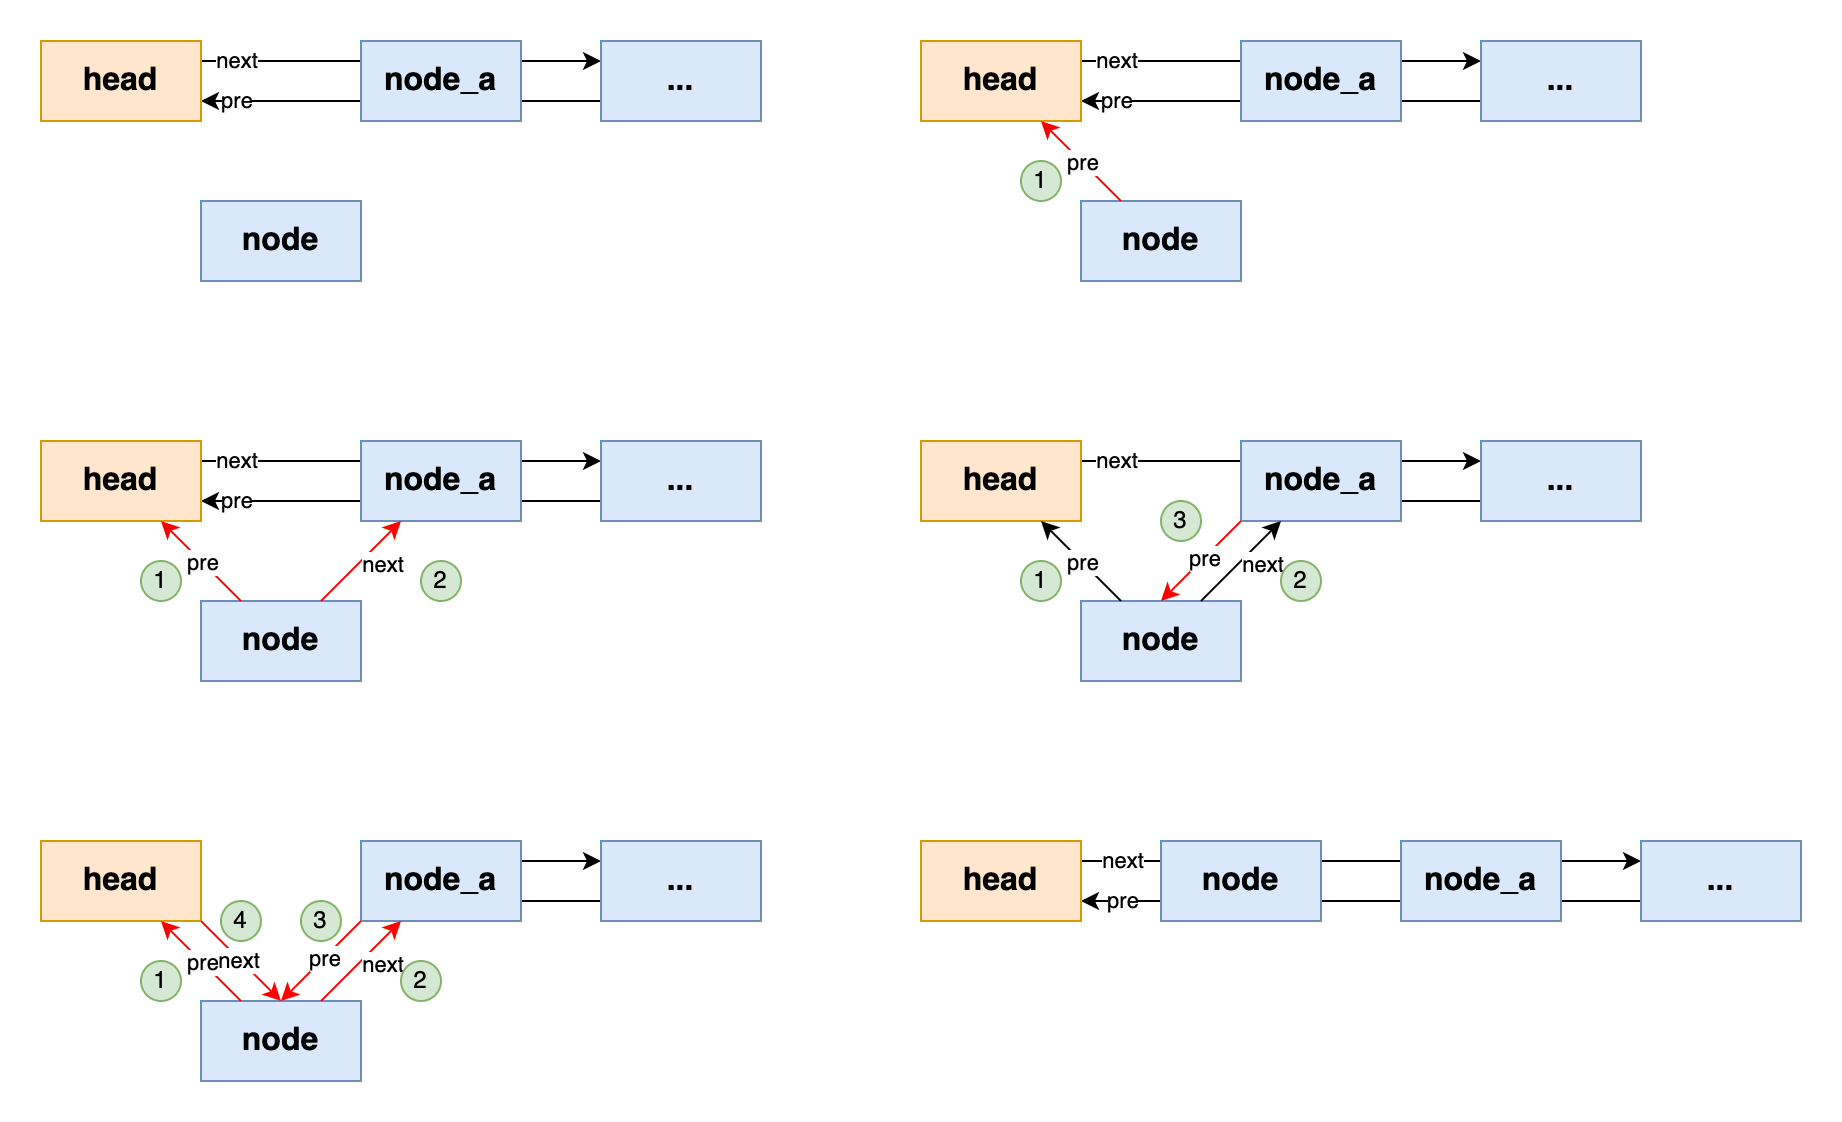 head
next
pre
node_a
...
node
head
next
pre
node_a
...
pre
1
node
head
next
pre
node_a
...
pre
next
1
2
node
head
next
node_a
...
3
pre
pre
next
1
2
node
head
node_a
...
4
3
pre
next
pre
next
1
2
node
head
next
pre
node
node_a
...